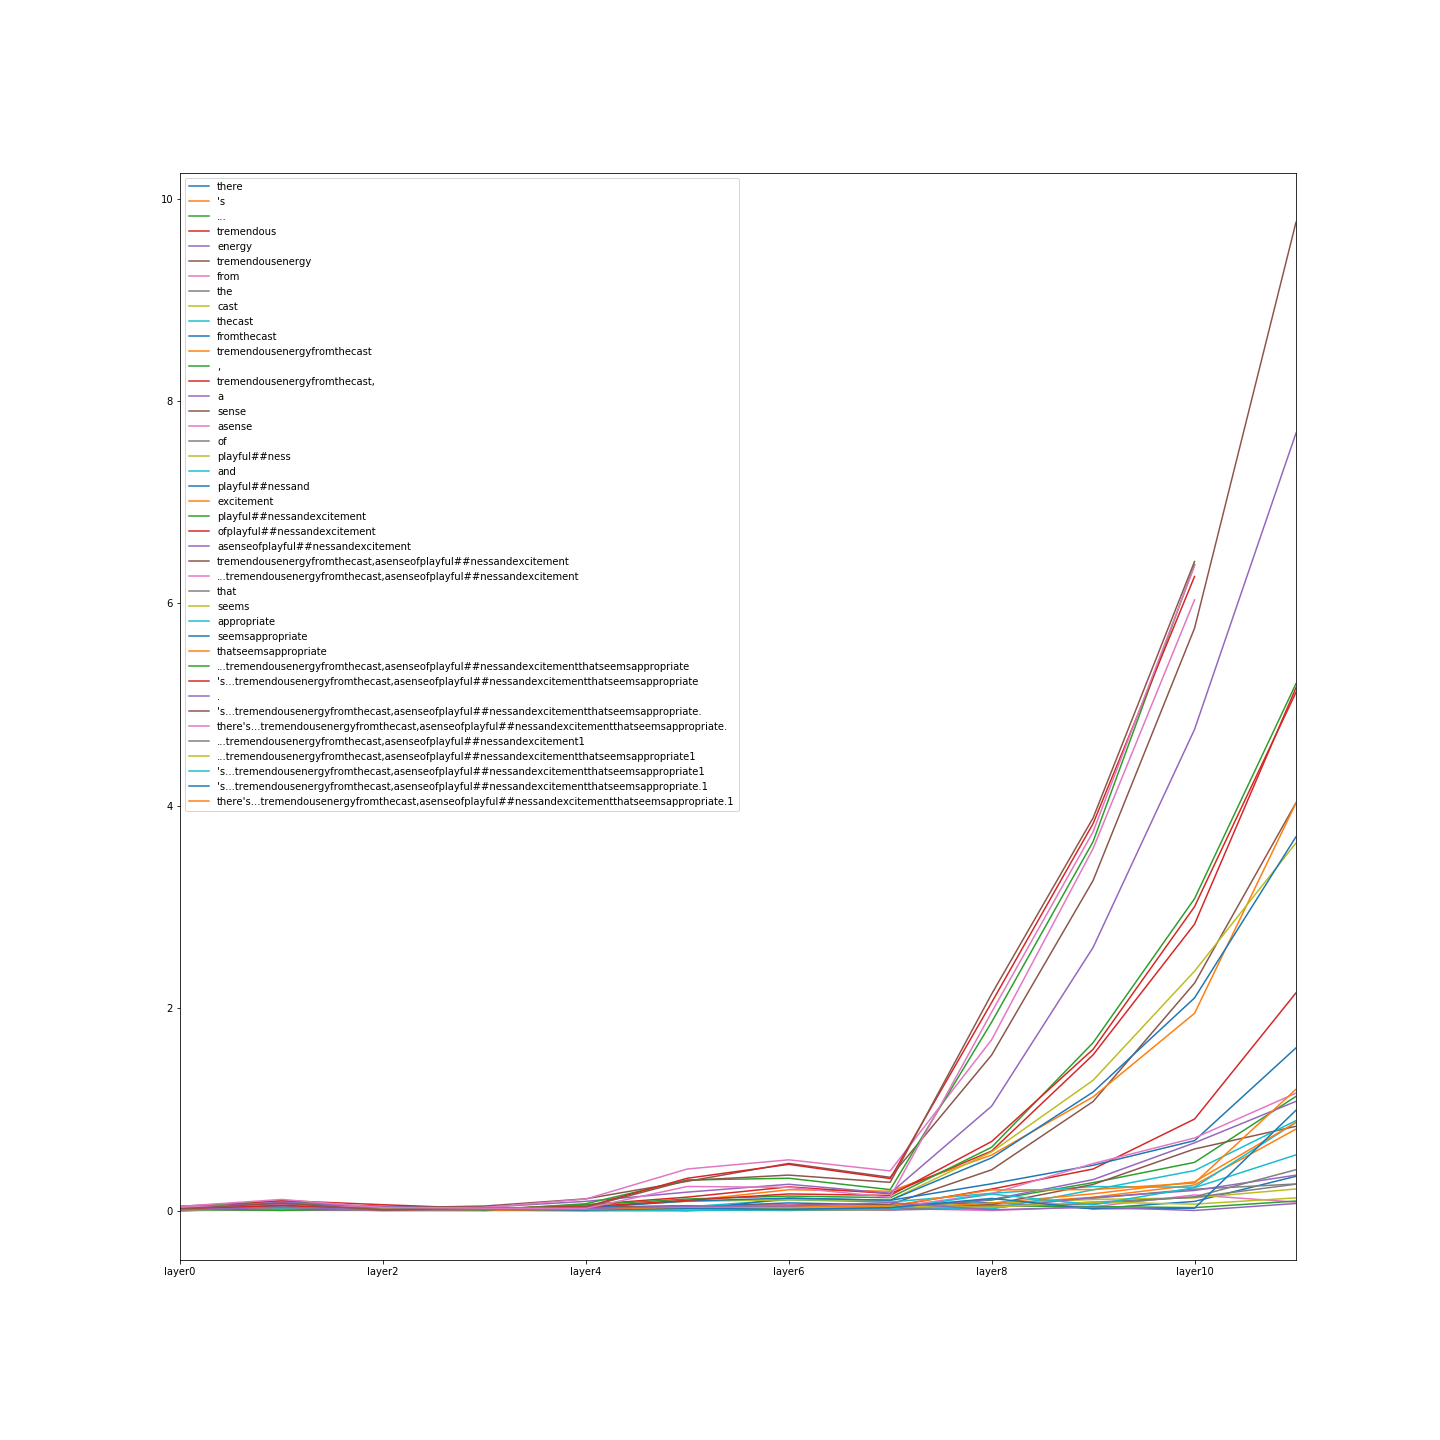 10
8
6
4
2
0
there
's
...
tremendous
energy
tremendousenergy
from
the
cast
thecast
fromthecast
tremendousenergyfromthecast
,
tremendousenergyfromthecast,
a
sense
asense
of
playful##ness
and
playful##nessand
excitement
playful##nessandexcitement
ofplayful##nessandexcitement
asenseofplayful##nessandexcitement
tremendousenergyfromthecast,asenseofplayful##nessandexcitement
...tremendousenergyfromthecast,asenseofplayful##nessandexcitement
that
seems
appropriate
seemsappropriate
thatseemsappropriate
...tremendousenergyfromthecast,asenseofplayful##nessandexcitementthatseemsappropriate
's...tremendousenergyfromthecast,asenseofplayful##nessandexcitementthatseemsappropriate
.
's...tremendousenergyfromthecast,asenseofplayful##nessandexcitementthatseemsappropriate.
there's...tremendousenergyfromthecast,asenseofplayful##nessandexcitementthatseemsappropriate.
...tremendousenergyfromthecast,asenseofplayful##nessandexcitement1
...tremendousenergyfromthecast,asenseofplayful##nessandexcitementthatseemsappropriate1
's...tremendousenergyfromthecast,asenseofplayful##nessandexcitementthatseemsappropriate1
's...tremendousenergyfromthecast,asenseofplayful##nessandexcitementthatseemsappropriate.1
there's...tremendousenergyfromthecast,asenseofplayful##nessandexcitementthatseemsappropriate.1
layer0 layer2 layer4 layer6 layer8 layer10